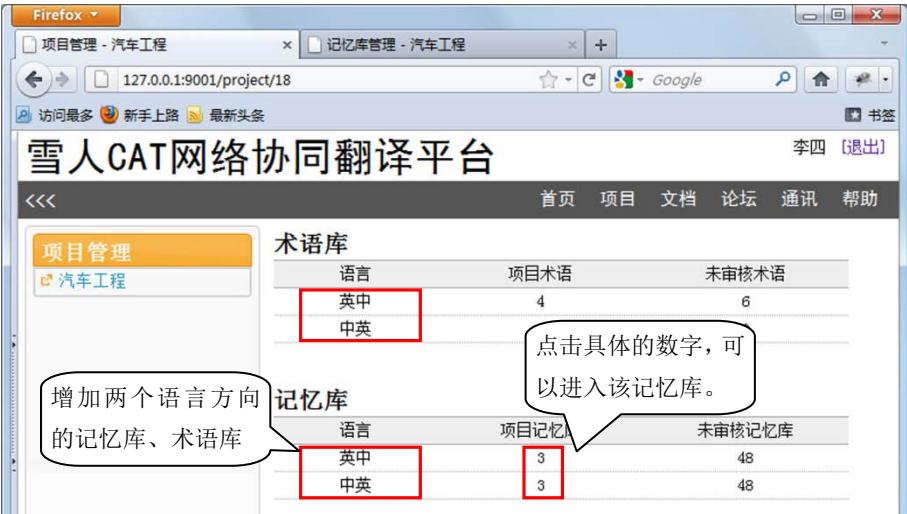 Firefox
项目管理 - 汽车工程
记忆库管理 - 汽车工程
127.0.0.1:9001/project/18
Google
访问最多 新手上路 最新头条 书签
雪人CAT网络协同翻译平台
李四 [退出]
<<< 首页 项目 文档 论坛 通讯 帮助
项目管理
汽车工程
术语库
语言 项目术语 未审核术语
英中 4 6
中英
点击具体的数字，可
以进入该记忆库。
增加两个语言方向
的记忆库、术语库
记忆库
语言 项目记忆 未审核记忆库
英中 3 48
中英 3 48